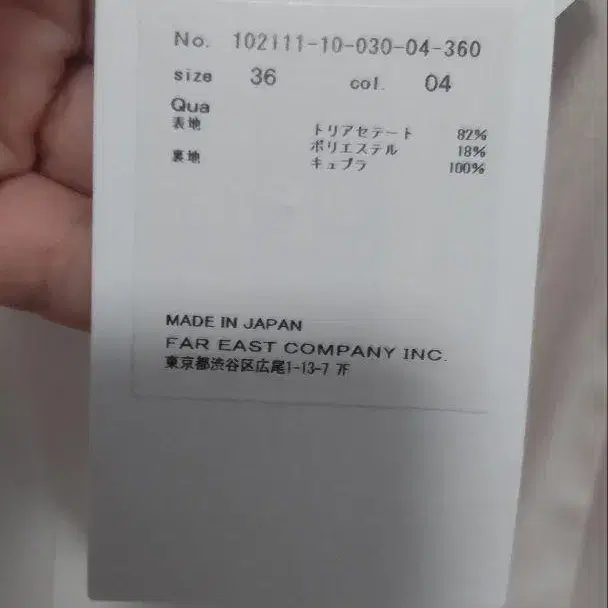 No. 102111-10-030-04-360
size 36 col. 04
Qua
表地 トリアセテート 82%
ポリエステル 18%
裏地 キュプラ 100%
MADE IN JAPAN
FAR EAST COMPANY INC.
東京都渋谷区広尾1-13-7 7F